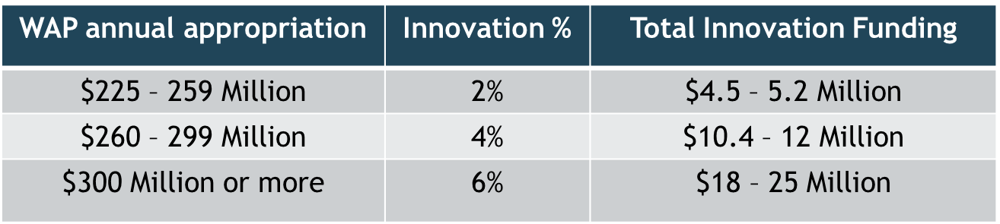 WAP annual appropriation Innovation % Total Innovation Funding
$225 – 259 Million 2% $4.5 – 5.2 Million
$260 – 299 Million 4% $10.4 – 12 Million
$300 Million or more 6% $18 – 25 Million